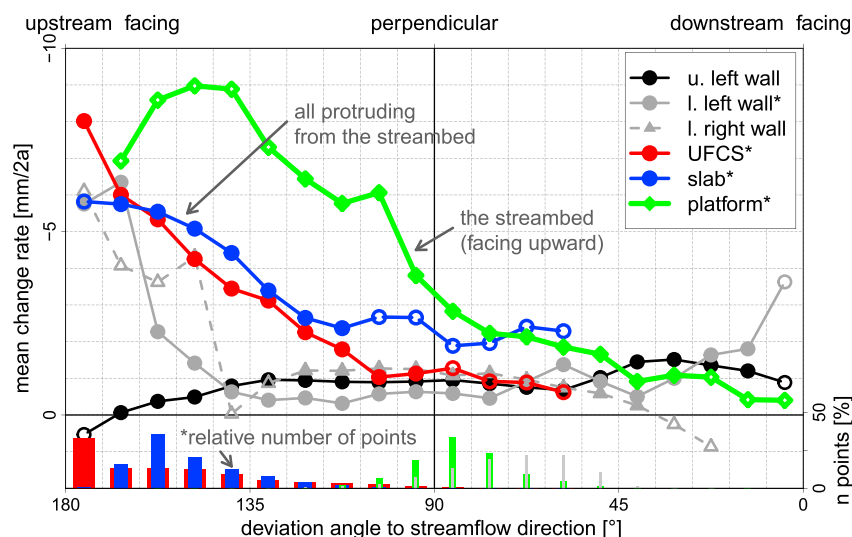 upstream facing
perpendicular
downstream facing
−10
−5
0
mean change rate [mm/2a]
all protruding
from the streambed
the streambed
(facing upward)
u. left wall
l. left wall*
l. right wall
UFCS*
slab*
platform*
*relative number of points
50
0
n points [%]
180
135
90
45
0
deviation angle to streamflow direction [°]